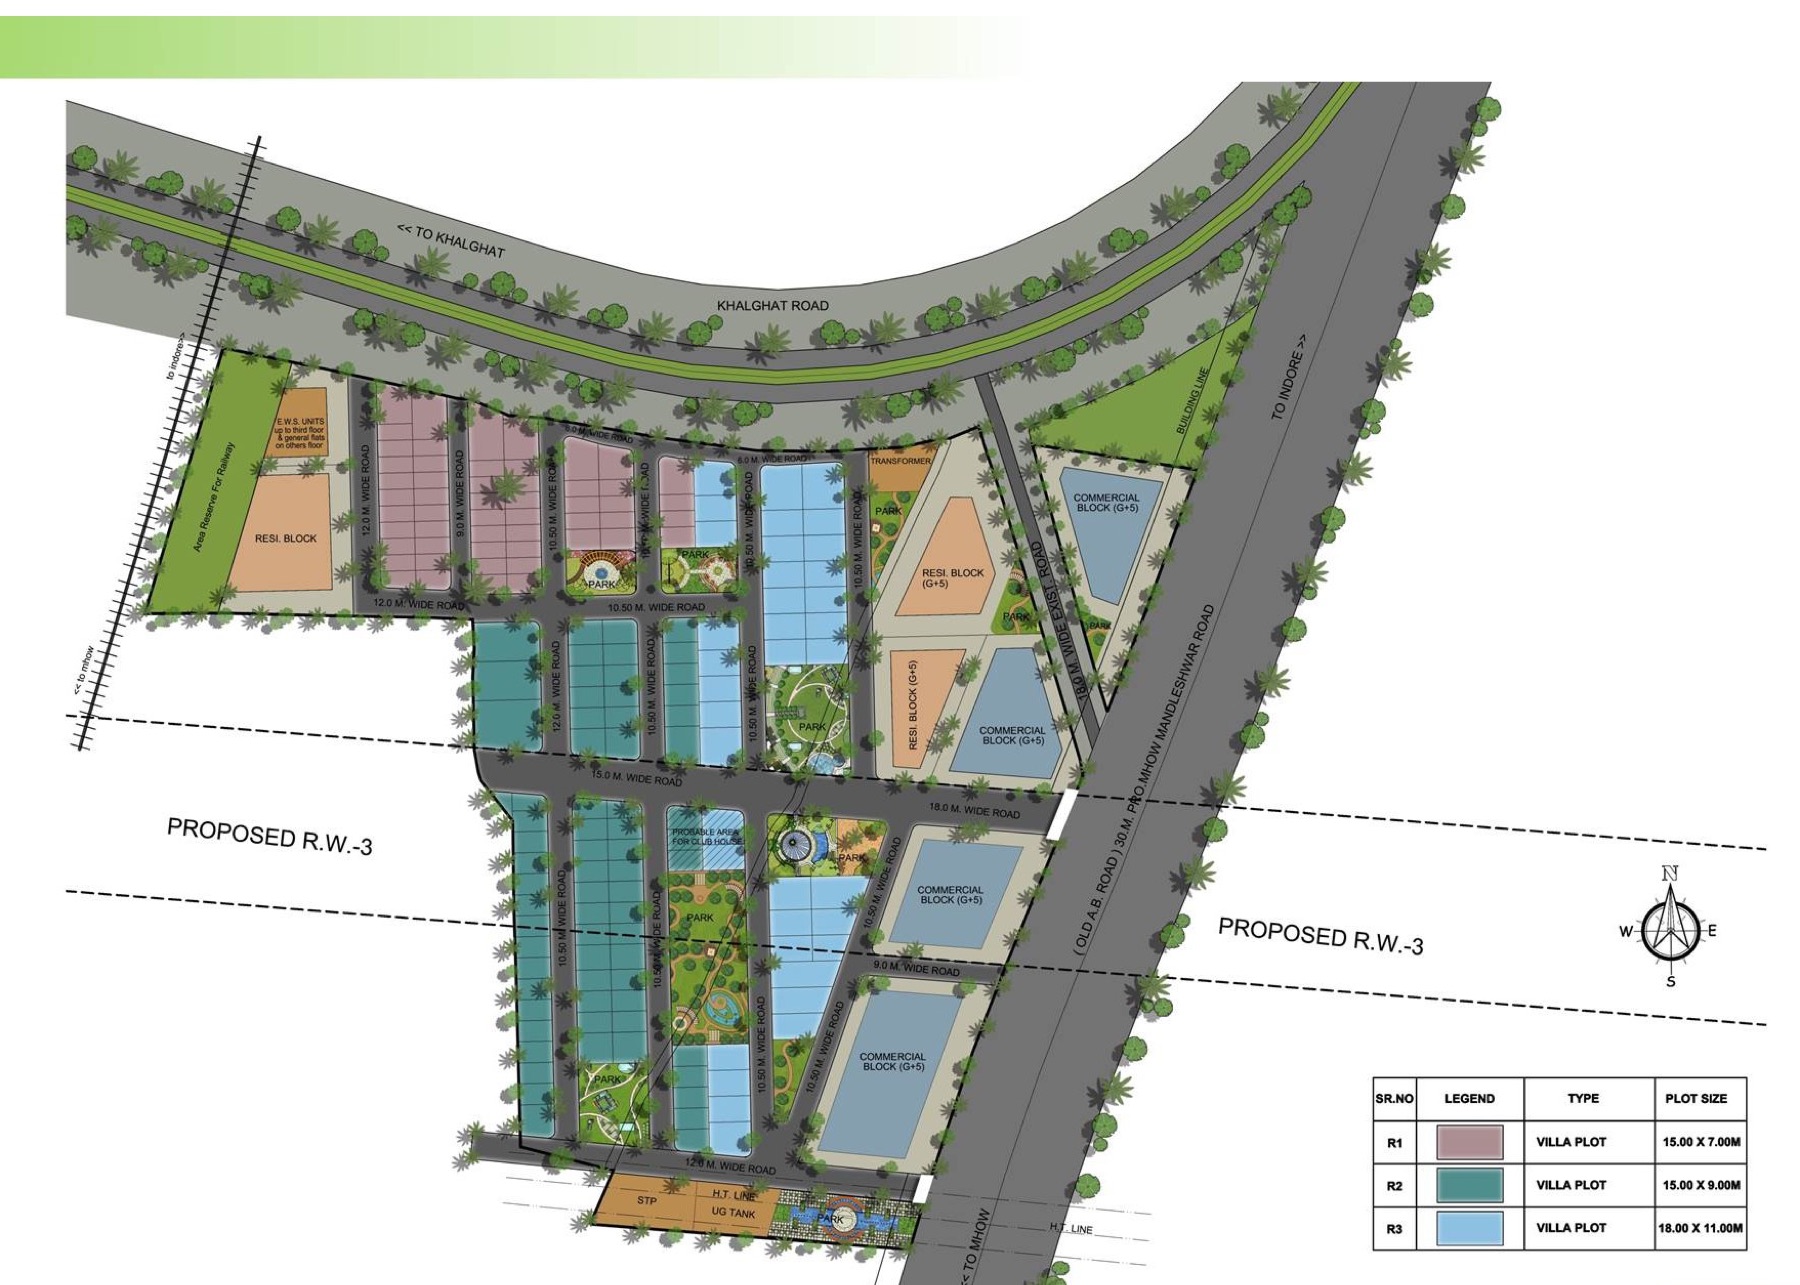 << TO KHALGHAT
KHALGHAT ROAD
to indore>>
TO INDORE >>
BUILDING LINE
E.W.S. UNITS
up to third floor
& general flats
on others floor
Area Reserve For Railway
RESI. BLOCK
12.0 M. WIDE ROAD
9.0 M. WIDE ROAD
10.50 M. WIDE ROAD
6.0 M. WIDE ROAD
10.50 M. WIDE ROAD
6.0 M. WIDE ROAD
10.50 M. WIDE ROAD
10.50 M. WIDE ROAD
TRANSFORMER
PARK
COMMERCIAL
BLOCK (G+5)
RESI. BLOCK
(G+5)
PARK
PARK
PARK
PARK
18.0 M. WIDE EXIST. ROAD
12.0 M. WIDE ROAD
10.50 M. WIDE ROAD
<< to mhow
12.0 M. WIDE ROAD
10.50 M. WIDE ROAD
10.50 M. WIDE ROAD
PARK
RESI. BLOCK (G+5)
COMMERCIAL
BLOCK (G+5)
( OLD A.B. ROAD ) 30.M. PRO.MHOW MANDLESHWAR ROAD
15.0 M. WIDE ROAD
18.0 M. WIDE ROAD
PROPOSED R.W.-3
PROBABLE AREA
FOR CLUB HOUSE
PARK
10.50 M. WIDE ROAD
COMMERCIAL
BLOCK (G+5)
10.50 M. WIDE ROAD
10.50 M. WIDE ROAD
PARK
9.0 M. WIDE ROAD
PROPOSED R.W.-3
N
W
E
S
10.50 M. WIDE ROAD
10.50 M. WIDE ROAD
COMMERCIAL
BLOCK (G+5)
PARK
12.0 M. WIDE ROAD
STP
H.T. LINE
UG TANK
PARK
H.T. LINE
<< TO MHOW
SR.NO LEGEND TYPE PLOT SIZE
R1 VILLA PLOT 15.00 X 7.00M
R2 VILLA PLOT 15.00 X 9.00M
R3 VILLA PLOT 18.00 X 11.00M